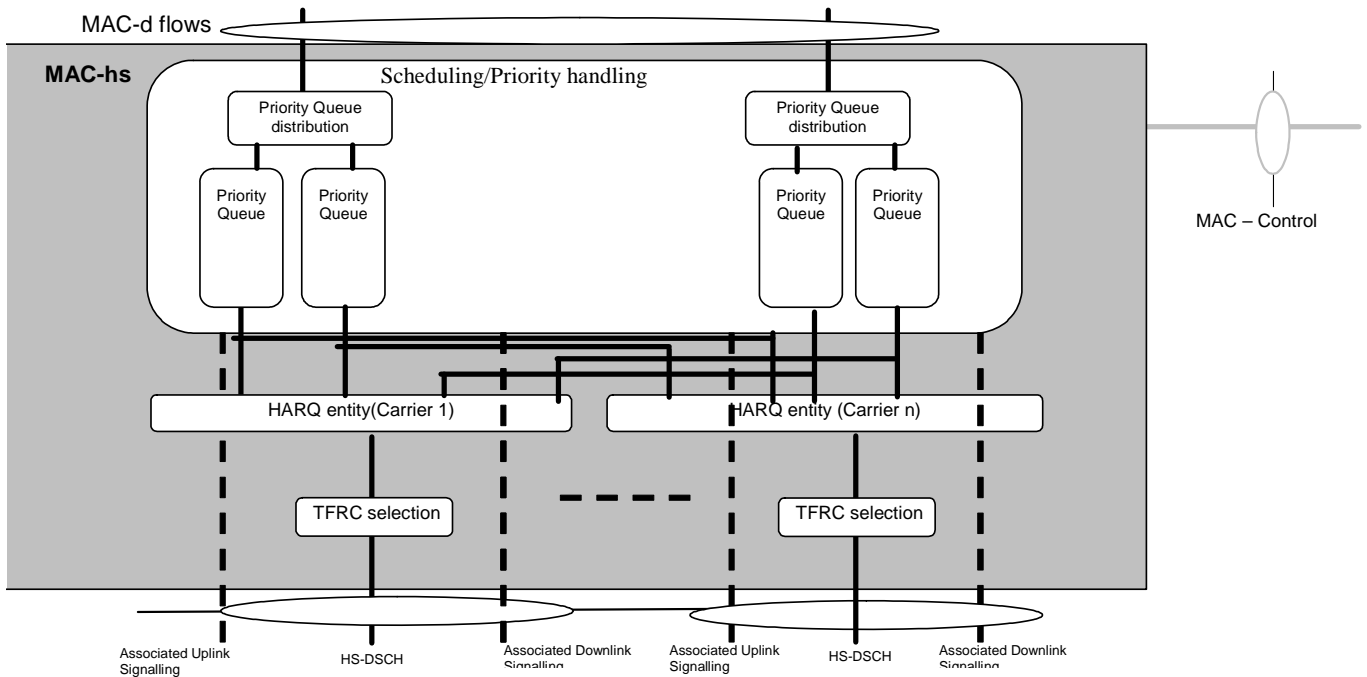 MAC-d flows
MAC-hs
Scheduling/Priority handling
Priority Queue
distribution
Priority Queue
distribution
Priority
Queue
Priority
Queue
Priority
Queue
Priority
Queue
MAC – Control
HARQ entity(Carrier 1)
HARQ entity (Carrier n)
TFRC selection
TFRC selection
Associated Uplink
Signalling
HS-DSCH
Associated Downlink
Signalling
Associated Uplink
Signalling
HS-DSCH
Associated Downlink
Signalling